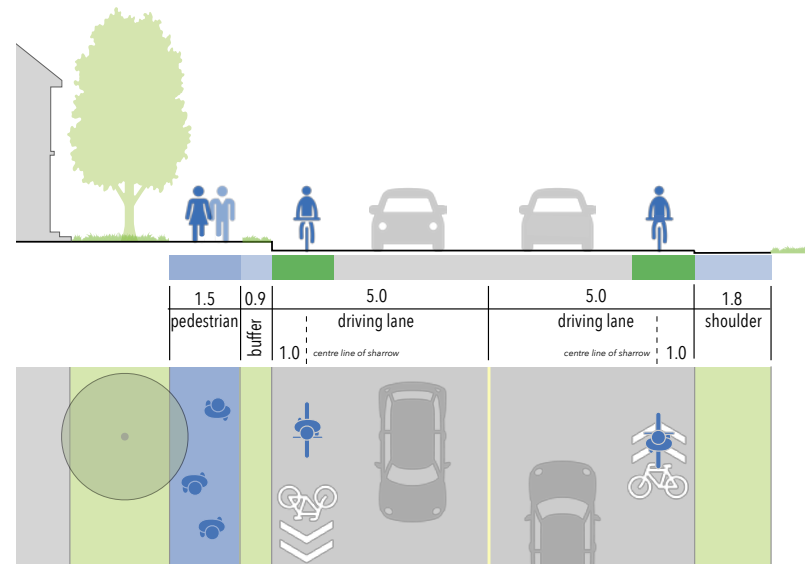 1.5 0.9 5.0 5.0 1.8
pedestrian buffer driving lane driving lane shoulder
1.0 centre line of sharrow centre line of sharrow 1.0